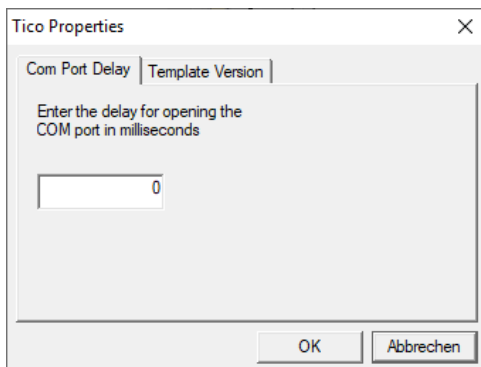 Tico Properties
Com Port Delay
Template Version
Enter the delay for opening the
COM port in milliseconds
0
OK
Abbrechen